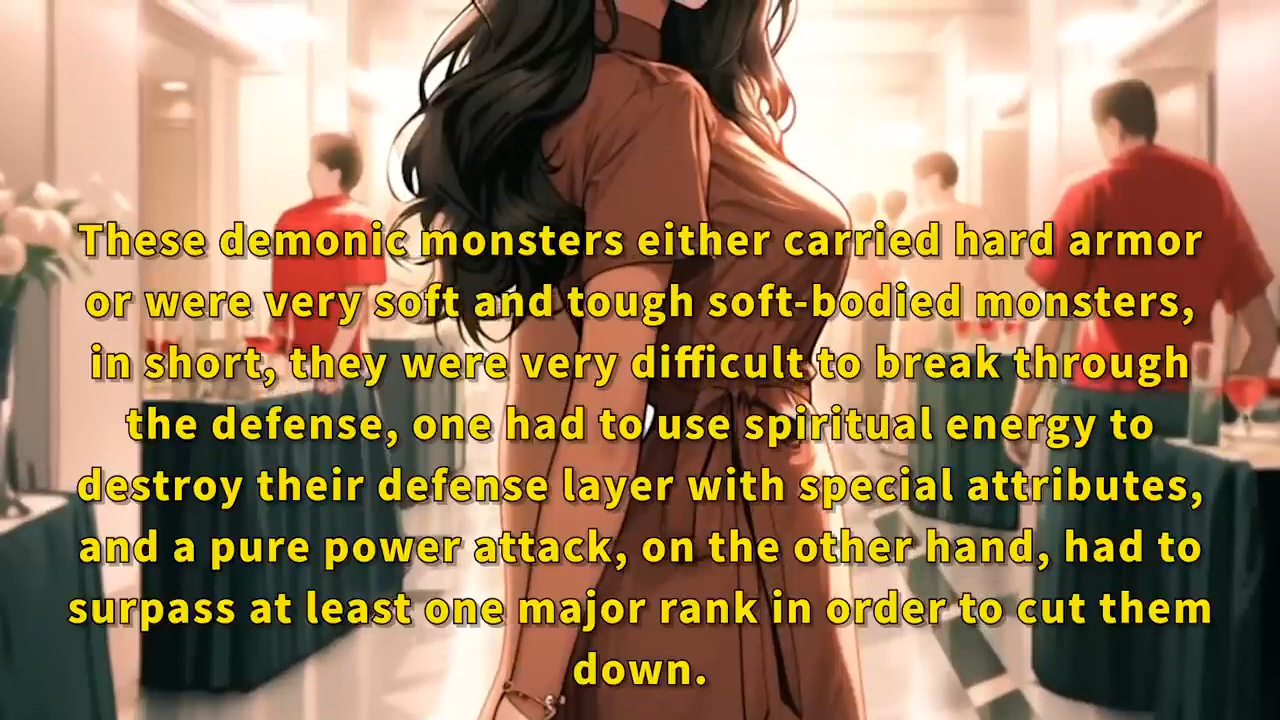 These demonic monsters either carried hard armor
or were very soft and tough soft-bodied monsters,
in short, they were very difficult to break through
the defense, one had to use spiritual energy to
destroy their defense layer with special attributes,
and a pure power attack, on the other hand, had to
surpass at least one major rank in order to cut them
down.